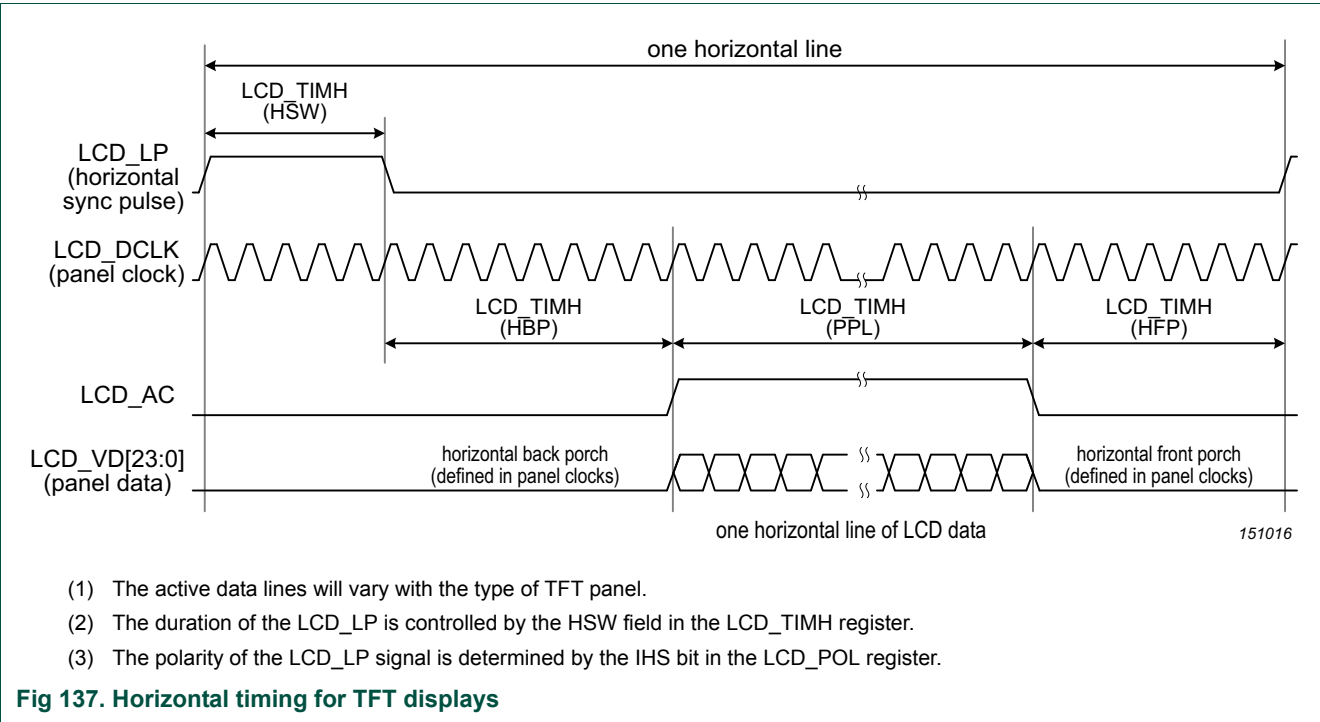 one horizontal line
LCD_TIMH
(HSW)
LCD_LP
(horizontal
sync pulse)
LCD_DCLK
(panel clock)
LCD_TIMH
(HBP)
LCD_TIMH
(PPL)
LCD_TIMH
(HFP)
LCD_AC
LCD_VD[23:0]
(panel data)
horizontal back porch
(defined in panel clocks)
horizontal front porch
(defined in panel clocks)
one horizontal line of LCD data
151016
(1) The active data lines will vary with the type of TFT panel.
(2) The duration of the LCD_LP is controlled by the HSW field in the LCD_TIMH register.
(3) The polarity of the LCD_LP signal is determined by the IHS bit in the LCD_POL register.
Fig 137. Horizontal timing for TFT displays